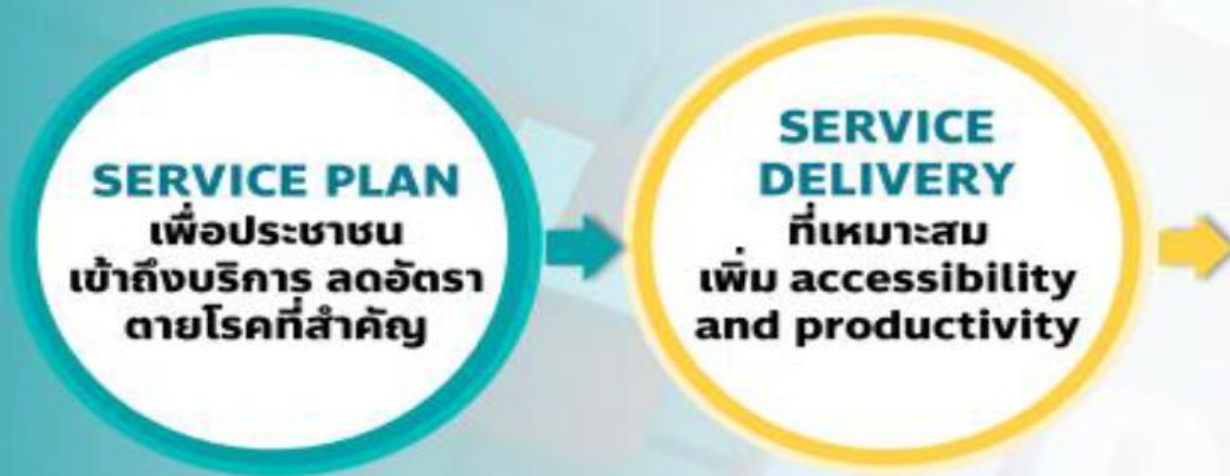 SERVICE PLAN
เพื่อประชาชน
เข้าถึงบริการ ลดอัตรา
ตายโรคที่สำคัญ
SERVICE
DELIVERY
ที่เหมาะสม
เพิ่ม accessibility
and productivity